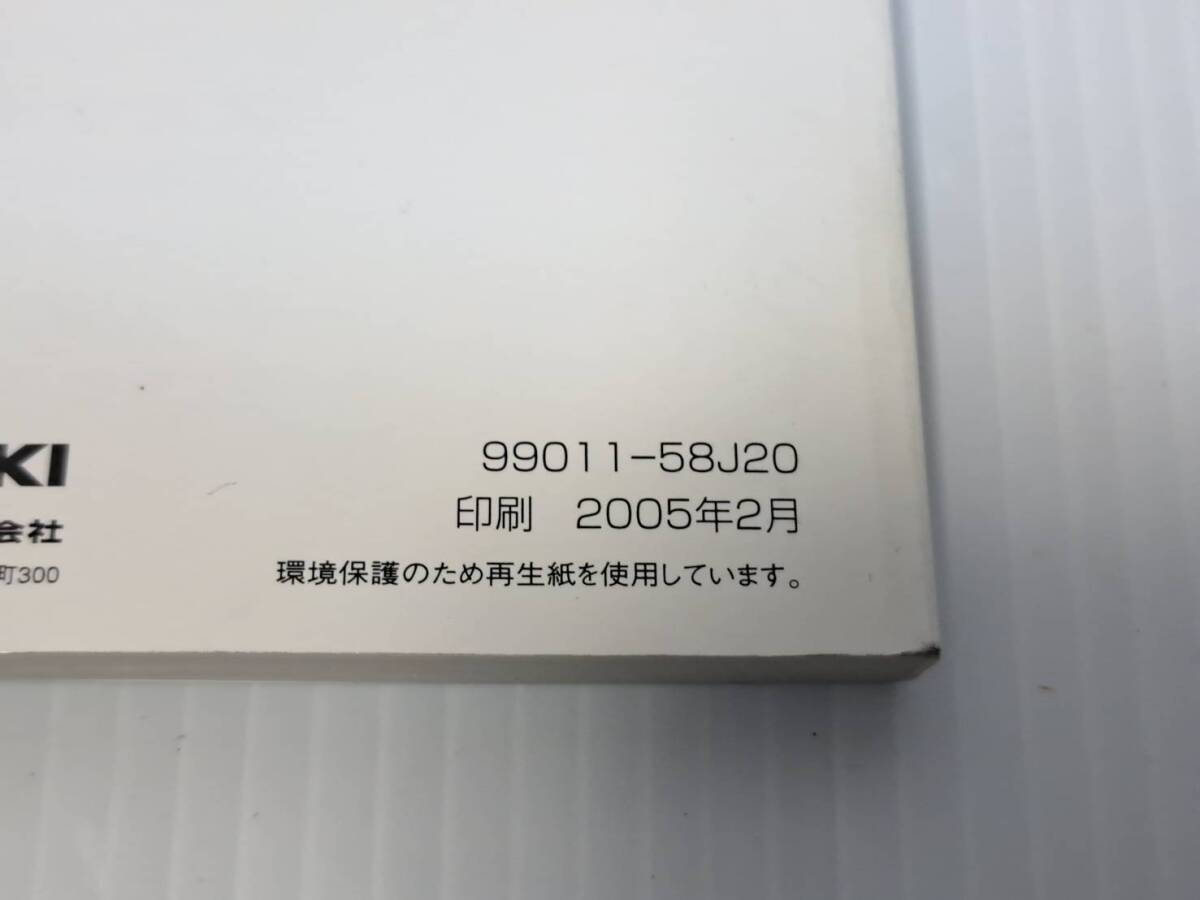 KI
会社
町300
99011-58J20
印刷　2005年2月
環境保護のため再生紙を使用しています。